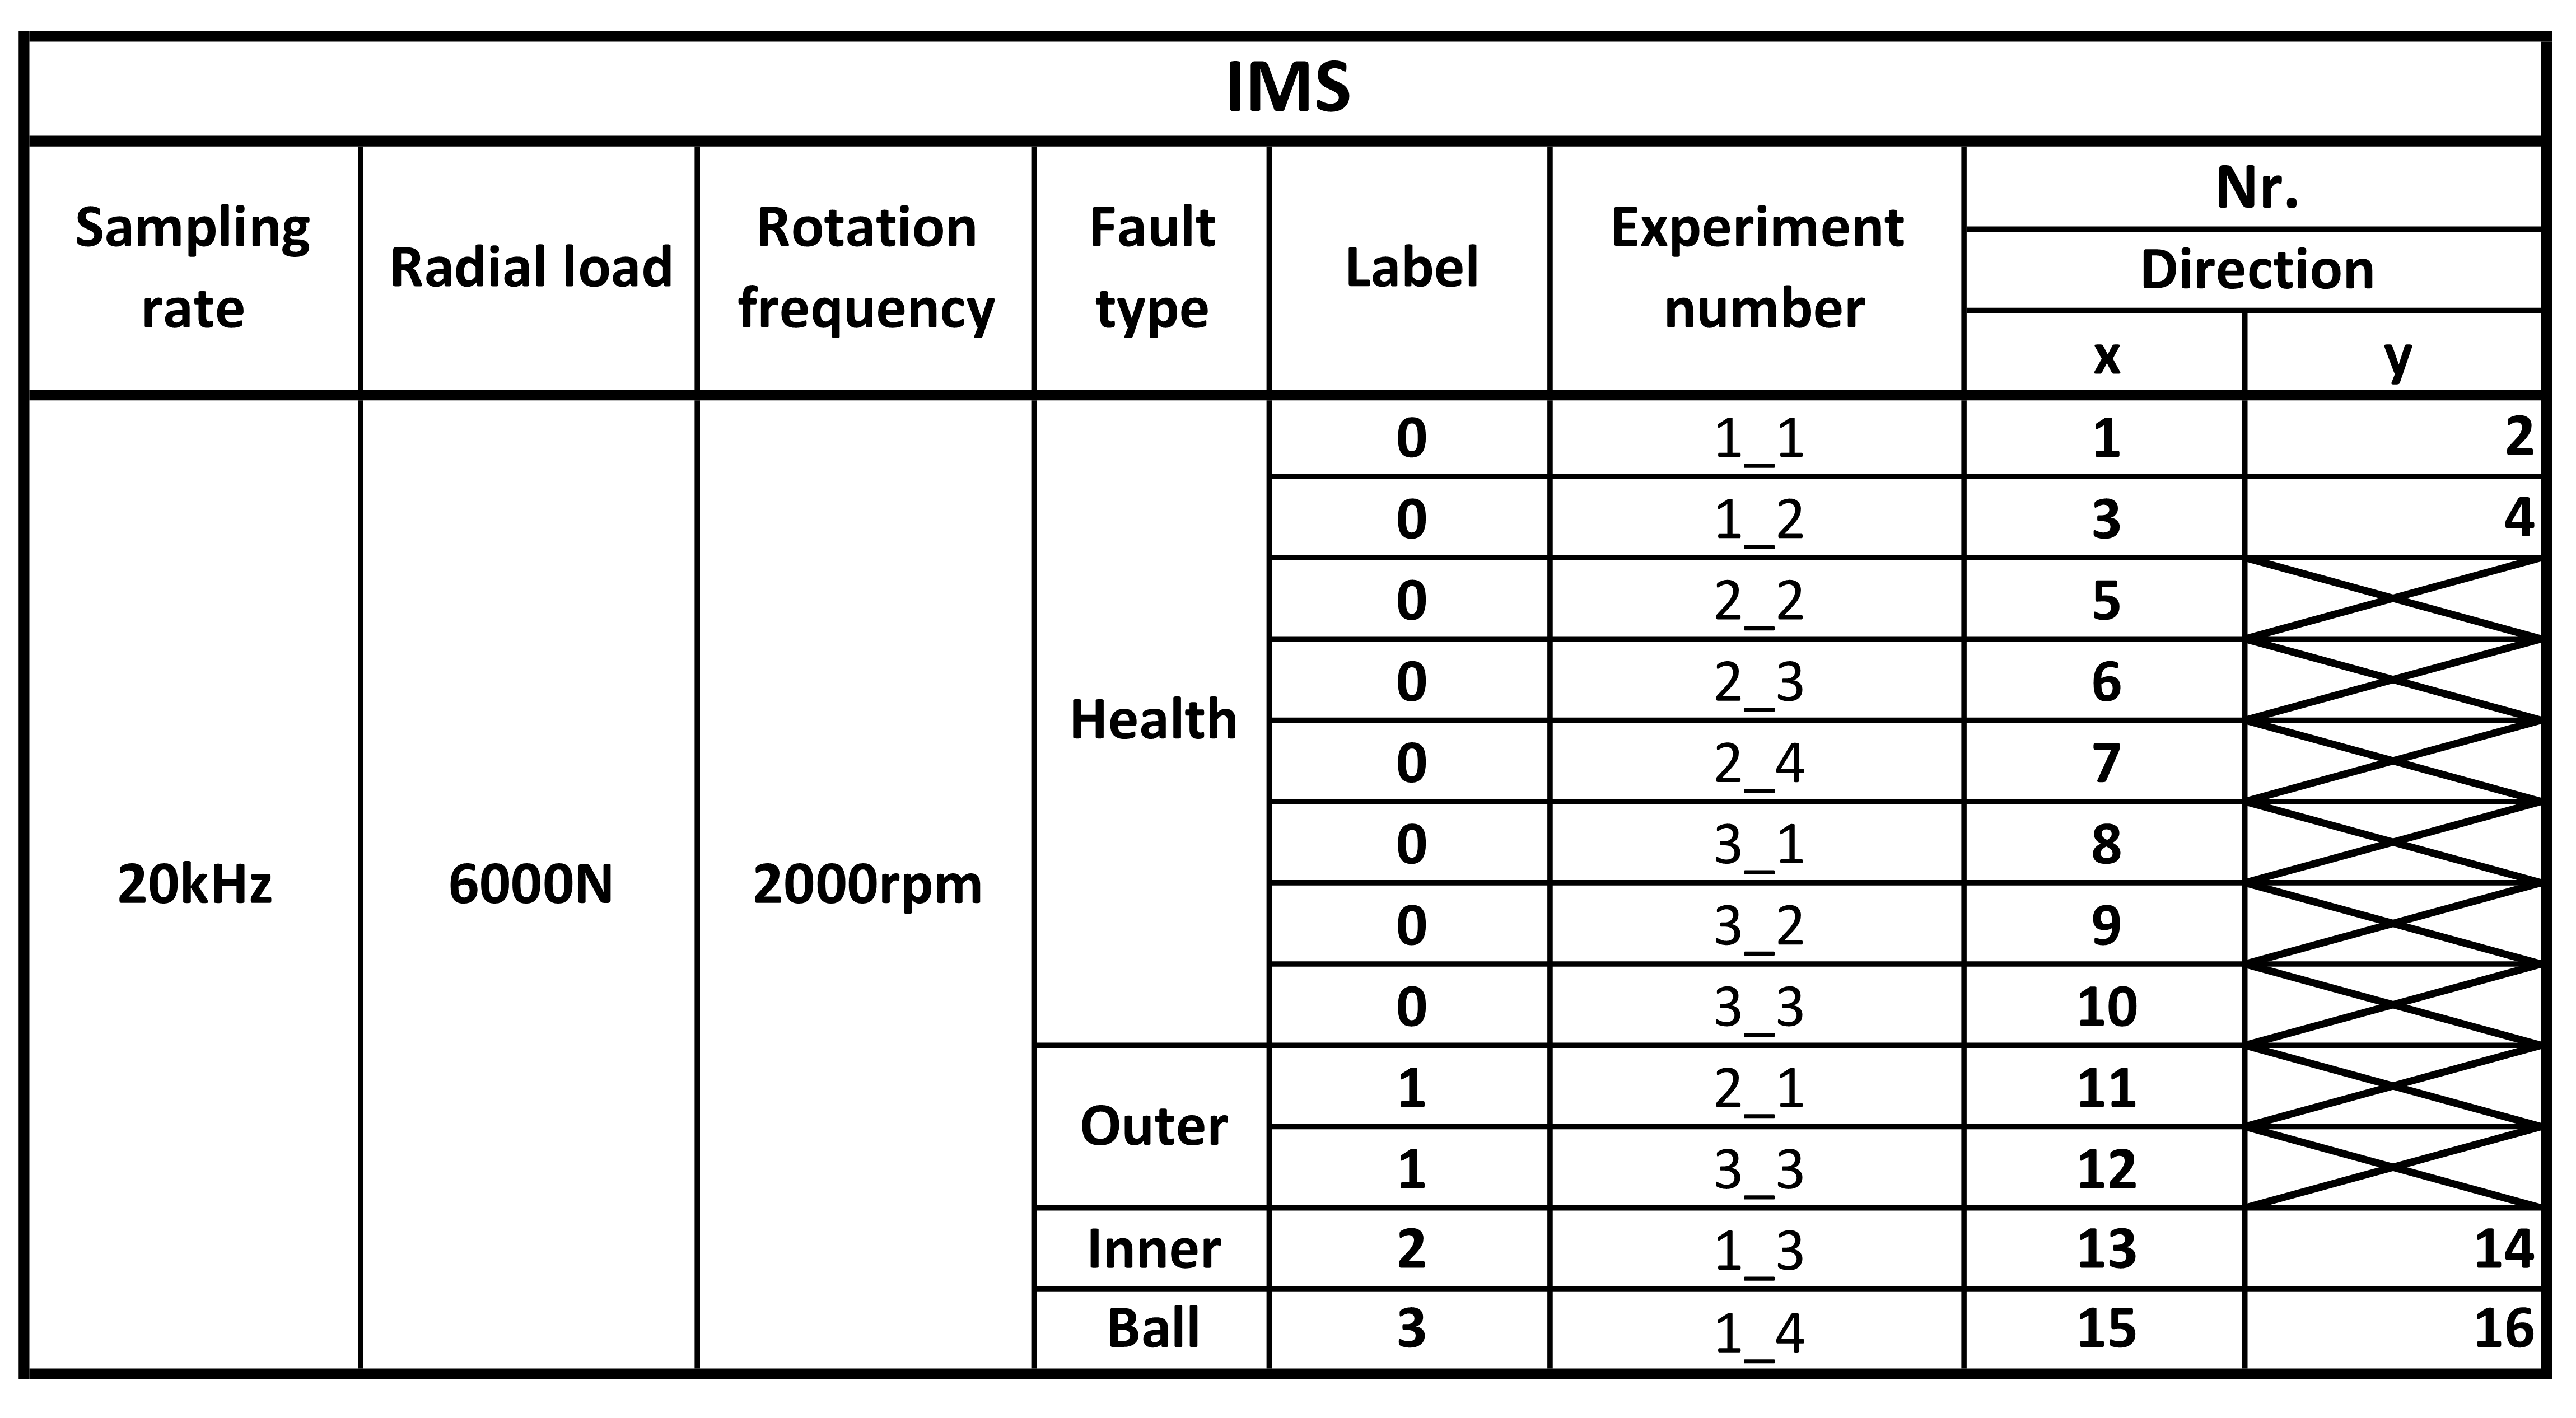 IMS
Sampling rate Radial load Rotation frequency Fault type Label Experiment number Nr.
Direction
x y
20kHz 6000N 2000rpm Health 0 1_1 1 2
0 1_2 3 4
0 2_2 5
0 2_3 6
0 2_4 7
0 3_1 8
0 3_2 9
0 3_3 10
Outer 1 2_1 11
1 3_3 12
Inner 2 1_3 13 14
Ball 3 1_4 15 16